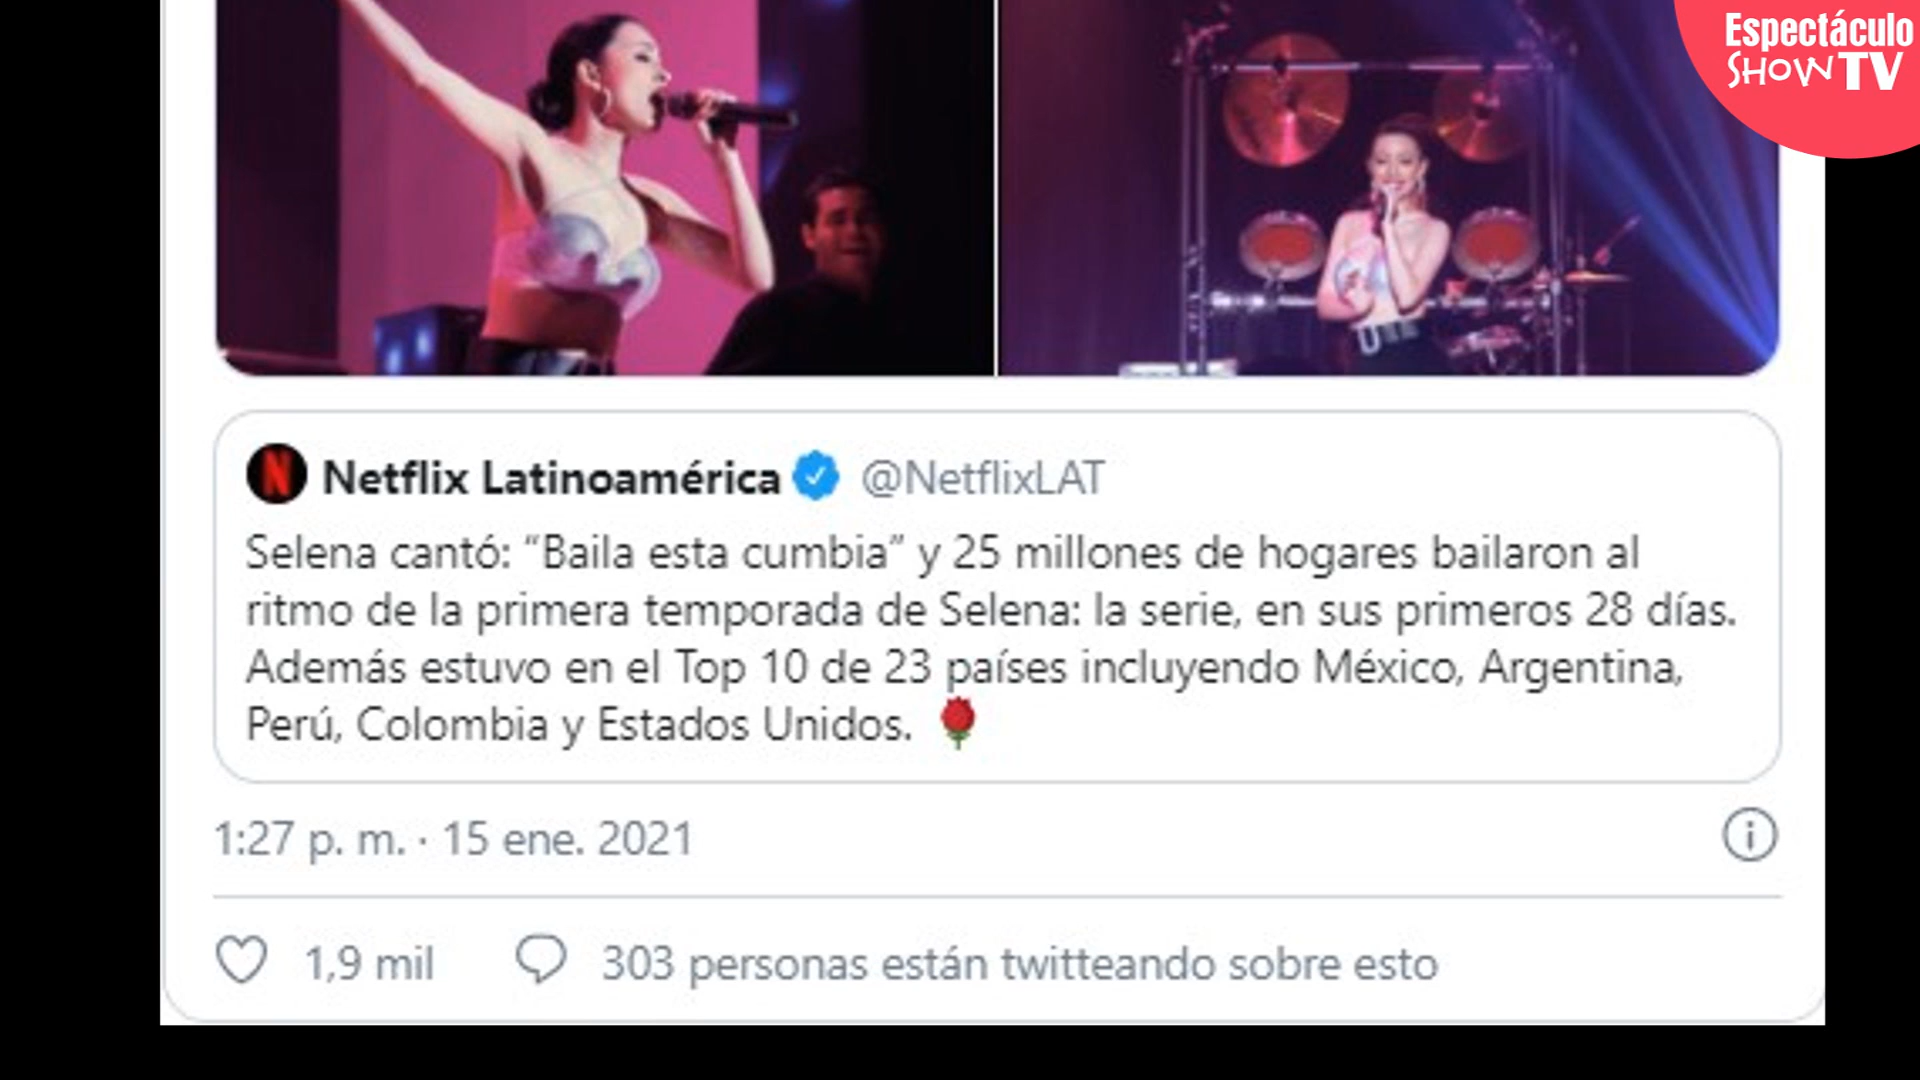 Espectáculo
SHOW TV
Netflix Latinoamérica @NetflixLAT
Selena cantó: “Baila esta cumbia” y 25 millones de hogares bailaron al
ritmo de la primera temporada de Selena: la serie, en sus primeros 28 días.
Además estuvo en el Top 10 de 23 países incluyendo México, Argentina,
Perú, Colombia y Estados Unidos. 🌹
1:27 p. m. · 15 ene. 2021
1,9 mil 303 personas están twitteando sobre esto